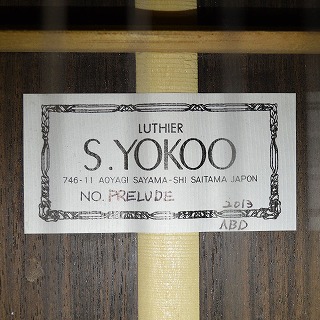 LUTHIER
S.YOKOO
746-11 AOYAGI SAYAMA-SHI SAITAMA JAPON
NO. PRELUDE
2013
ABD